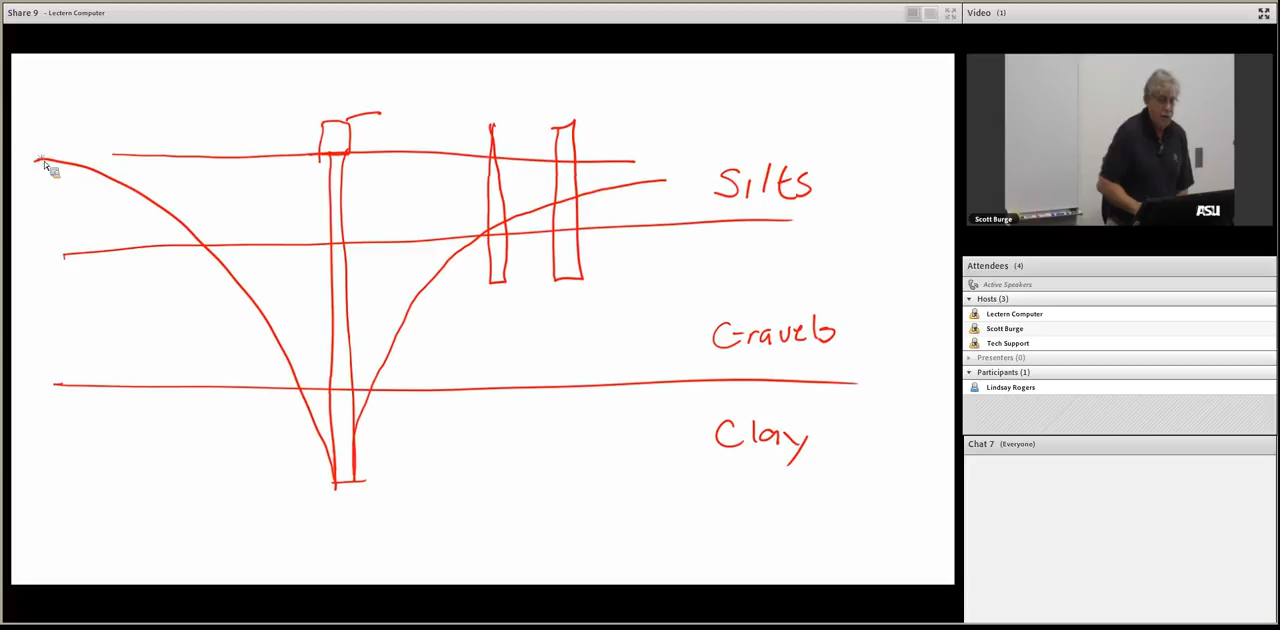 Share 9 - Lectern Computer
Video (1)
Silts
Gravels
Clay
Scott Burge
ASU
Attendees (4)
Active Speakers
Hosts (3)
Lectern Computer
Scott Burge
Tech Support
Presenters (0)
Participants (1)
Lindsay Rogers
Chat 7 (Everyone)